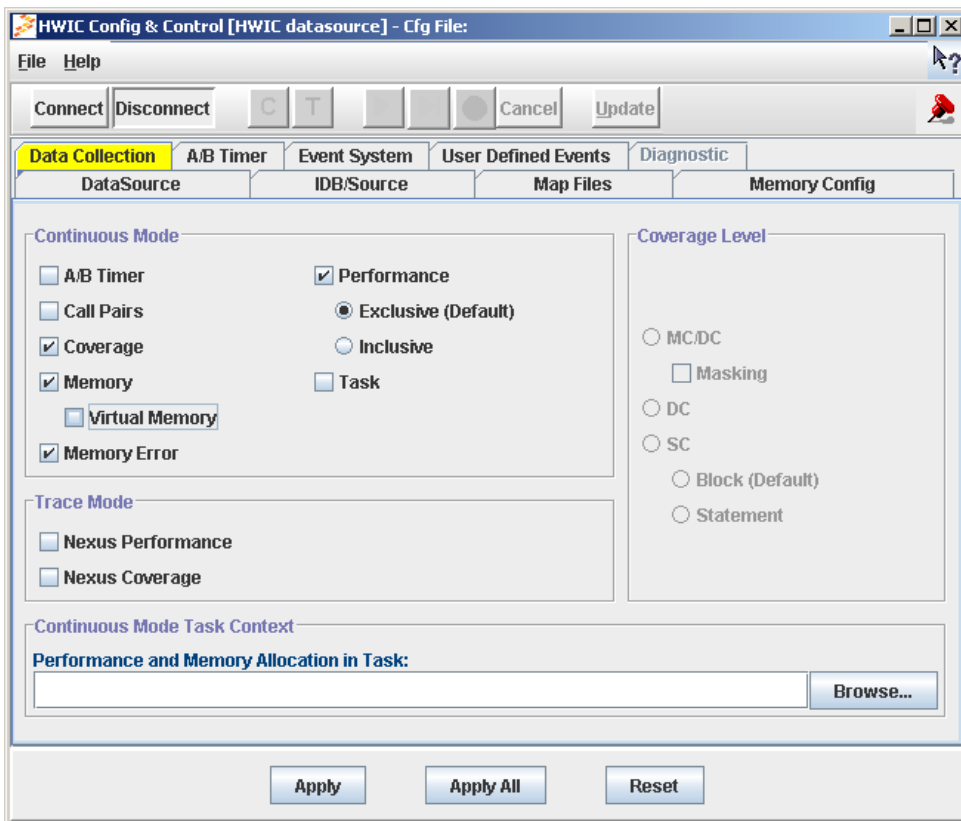 HWIC Config & Control [HWIC datasource] - Cfg File:
File Help
Connect Disconnect C T Cancel Update
Data Collection A/B Timer Event System User Defined Events Diagnostic
DataSource IDB/Source Map Files Memory Config
Continuous Mode
A/B Timer
Call Pairs
Coverage
Memory
Virtual Memory
Memory Error
Performance
Exclusive (Default)
Inclusive
Task
Coverage Level
MC/DC
Masking
DC
SC
Block (Default)
Statement
Trace Mode
Nexus Performance
Nexus Coverage
Continuous Mode Task Context
Performance and Memory Allocation in Task:
Browse...
Apply Apply All Reset